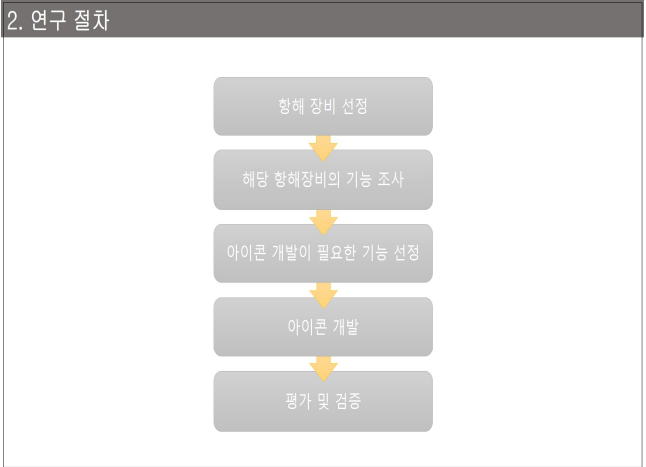 2. 연구 절차
항해 장비 선정
해당 항해장비의 기능 조사
아이콘 개발이 필요한 기능 선정
아이콘 개발
평가 및 검증